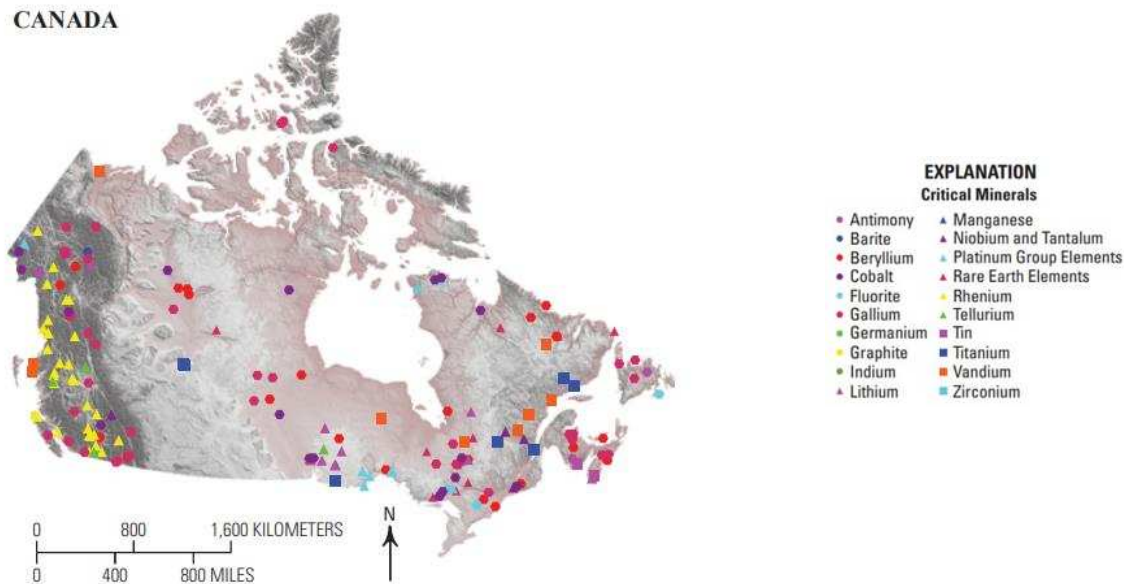 CANADA
EXPLANATION
Critical Minerals
Antimony
Barite
Beryllium
Cobalt
Fluorite
Gallium
Germanium
Graphite
Indium
Lithium
Manganese
Niobium and Tantalum
Platinum Group Elements
Rare Earth Elements
Rhenium
Tellurium
Tin
Titanium
Vandium
Zirconium
0 800 1,600 KILOMETERS
0 400 800 MILES
N